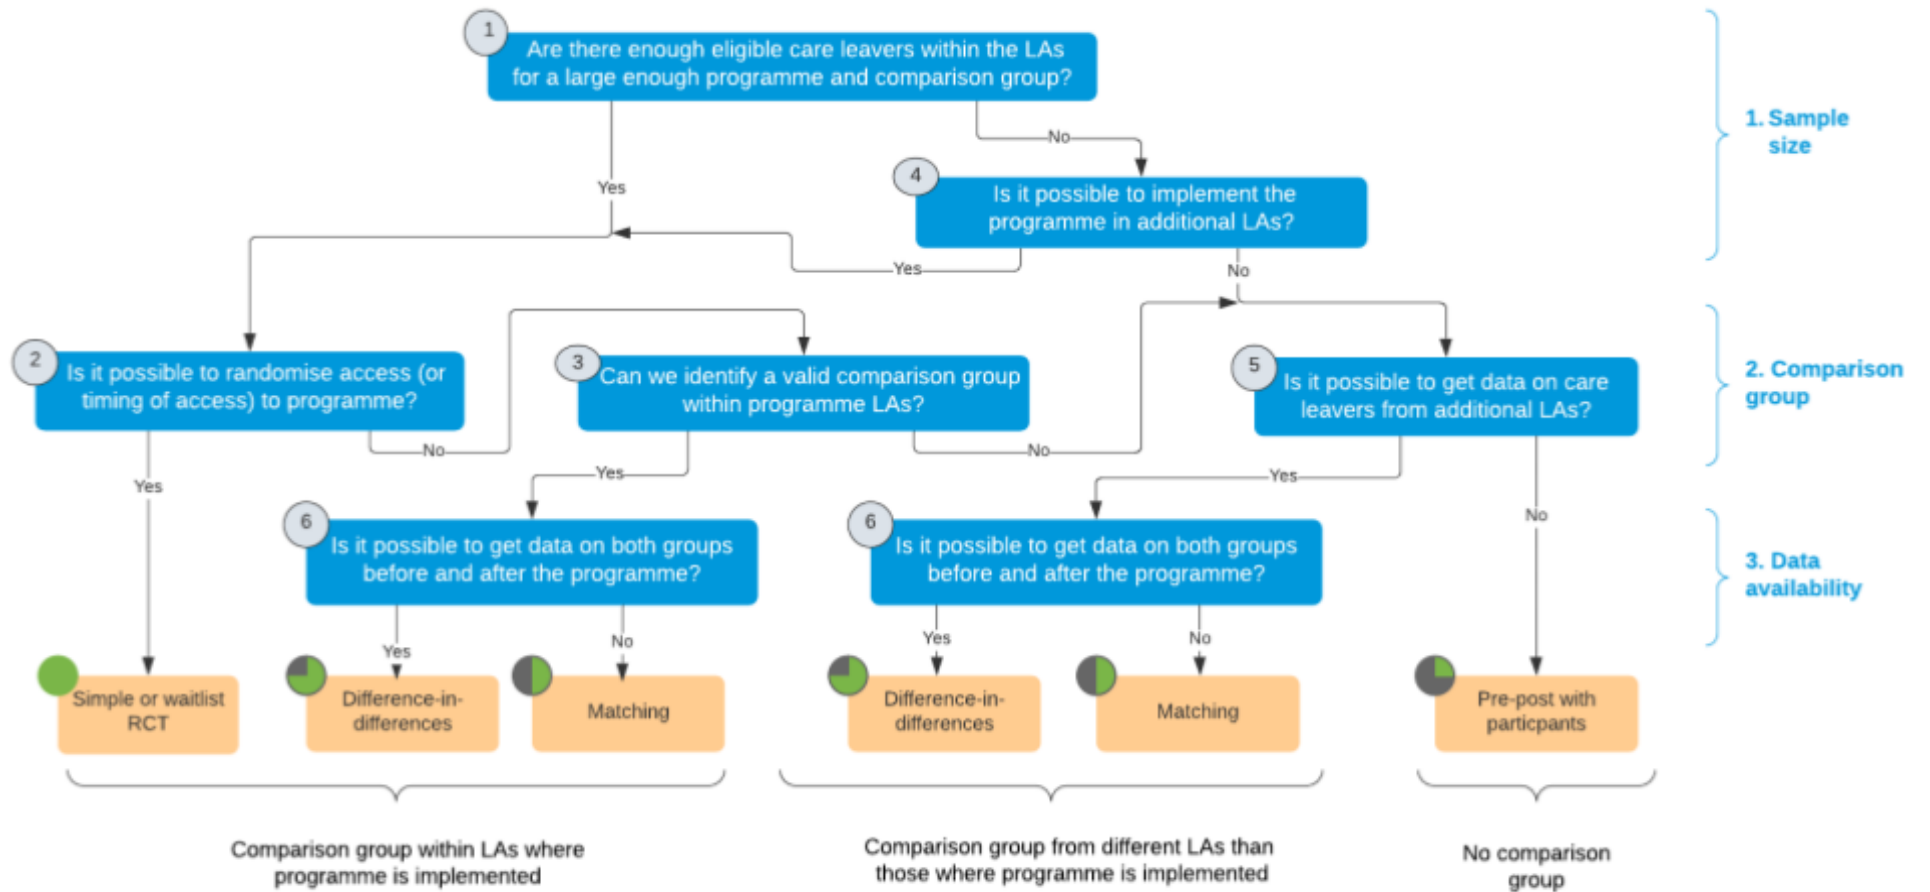 1
Are there enough eligible care leavers within the LAs
for a large enough programme and comparison group?
1. Sample
size
No
Yes
4
Is it possible to implement the
programme in additional LAs?
Yes
No
2
Is it possible to randomise access (or
timing of access) to programme?
3
Can we identify a valid comparison group
within programme LAs?
5
Is it possible to get data on care
leavers from additional LAs?
2. Comparison
group
No
No
Yes
Yes
Yes
No
6
Is it possible to get data on both groups
before and after the programme?
6
Is it possible to get data on both groups
before and after the programme?
3. Data
availability
Yes
No
Yes
No
Simple or waitlist
RCT
Difference-in-
differences
Matching
Difference-in-
differences
Matching
Pre-post with
particpants
Comparison group within LAs where
programme is implemented
Comparison group from different LAs than
those where programme is implemented
No comparison
group